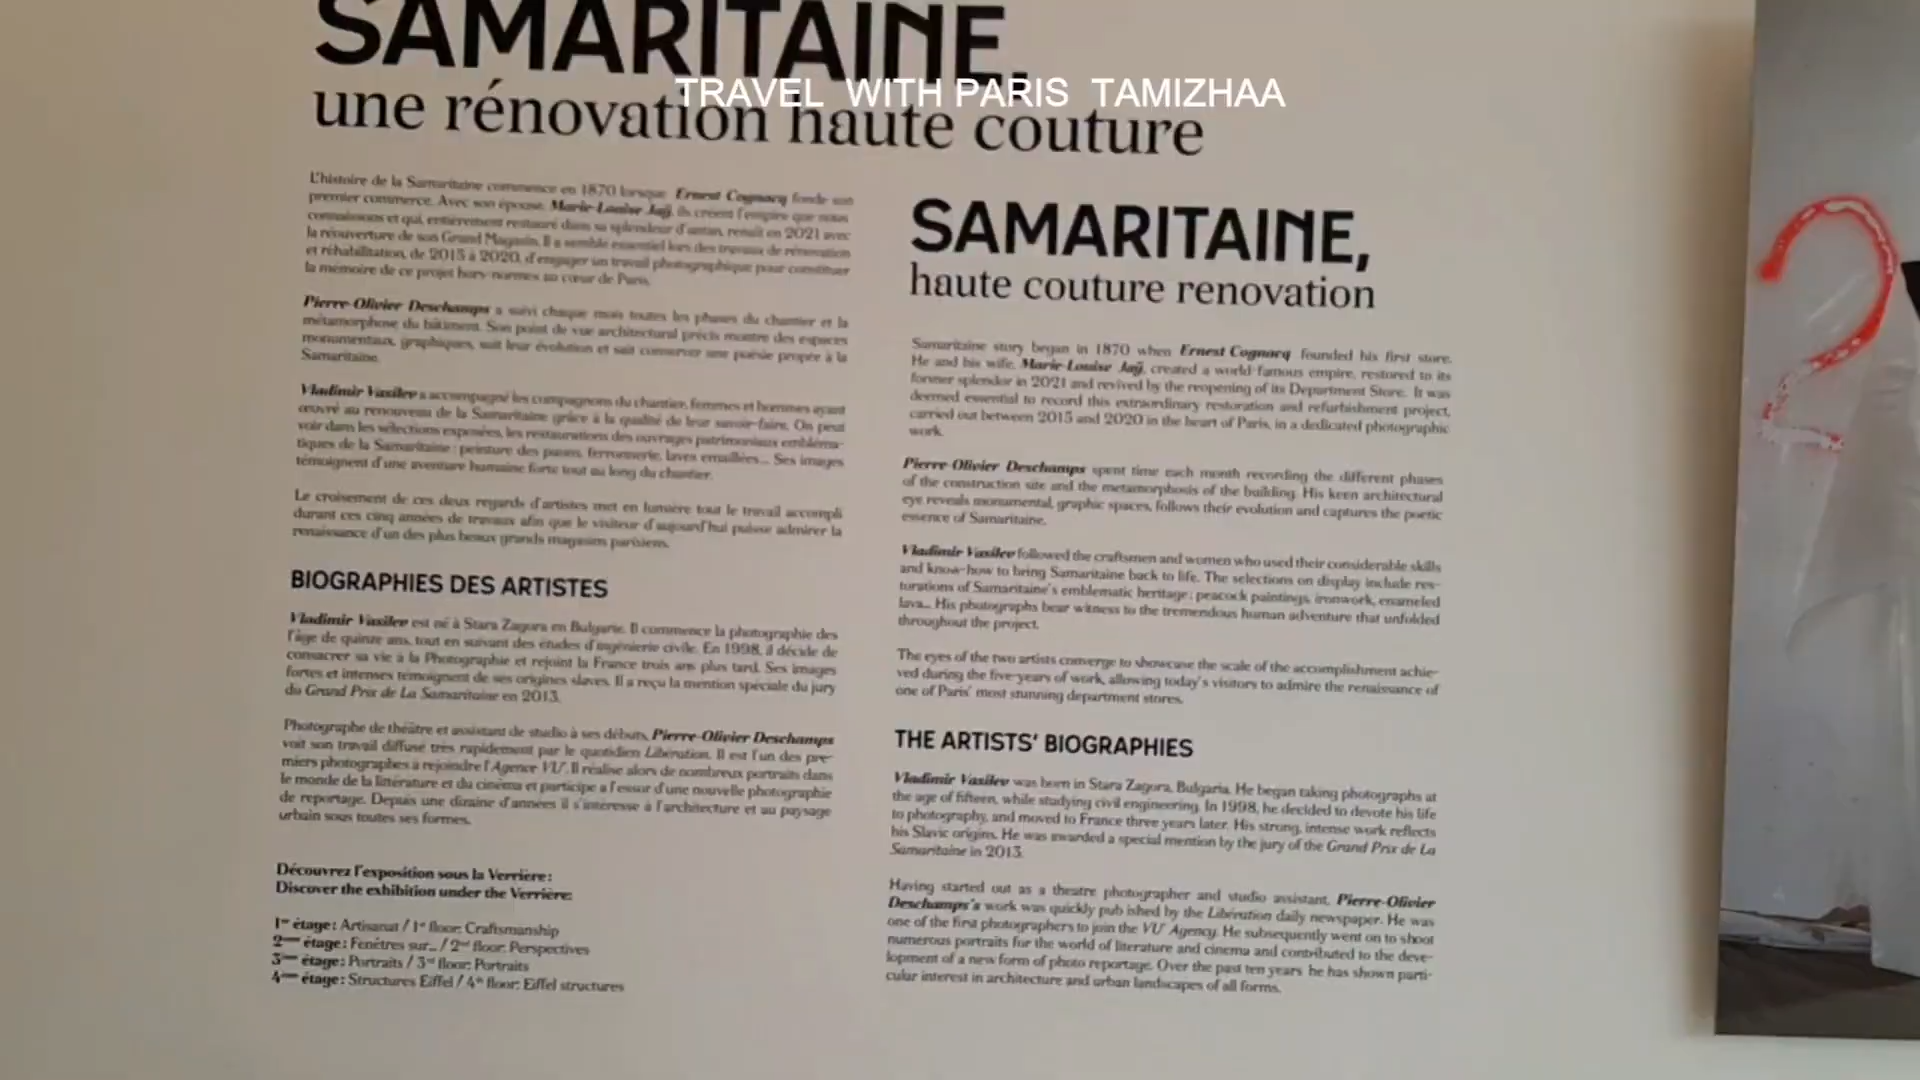 SAMARITAINE,
une rénovation haute couture
TRAVEL WITH PARIS TAMIZHAA
L'histoire de la Samaritaine commence en 1870 lorsque Ernest Cognacq fonde son
premier commerce. Avec son épouse, Marie-Louise Jaÿ, ils créent l'empire que nous
connaissons et qui, entièrement restauré dans sa splendeur d'antan, renaît en 2021 avec
la réouverture de son Grand Magasin. Il a semblé essentiel lors des travaux de rénovation
et réhabilitation, de 2015 à 2020, d'engager un travail photographique pour constituer
la mémoire de ce projet hors-normes au cœur de Paris.
Pierre-Olivier Deschamps a suivi chaque mois toutes les phases du chantier et la
métamorphose du bâtiment. Son point de vue architectural précis montre des espaces
monumentaux, graphiques, suit leur évolution et sait conserver une poésie propre à la
Samaritaine.
Vladimir Vasilev a accompagné les compagnons du chantier, femmes et hommes ayant
œuvré au renouveau de la Samaritaine grâce à la qualité de leur savoir-faire. On peut
voir dans les sélections exposées, les restaurations des ouvrages patrimoniaux embléma-
tiques de la Samaritaine : peinture des paons, ferronnerie, laves émaillées... Ses images
témoignent d'une aventure humaine forte tout au long du chantier.
Le croisement de ces deux regards d'artistes met en lumière tout le travail accompli
durant ces cinq années de travaux afin que le visiteur d'aujourd'hui puisse admirer la
renaissance d'un des plus beaux grands magasins parisiens.
BIOGRAPHIES DES ARTISTES
Vladimir Vasilev est né à Stara Zagora en Bulgarie. Il commence la photographie dès
l'âge de quinze ans, tout en suivant des études d'ingénierie civile. En 1998, il décide de
consacrer sa vie à la Photographie et rejoint la France trois ans plus tard. Ses images
fortes et intenses témoignent de ses origines slaves. Il a reçu la mention spéciale du jury
du Grand Prix de La Samaritaine en 2013.
Photographe de théâtre et assistant de studio à ses débuts, Pierre-Olivier Deschamps
voit son travail diffusé très rapidement par le quotidien Libération. Il est l'un des pre-
miers photographes à rejoindre l'Agence VU'. Il réalise alors de nombreux portraits dans
le monde de la littérature et du cinéma et participe à l'essor d'une nouvelle photographie
de reportage. Depuis une dizaine d'années il s'intéresse à l'architecture et au paysage
urbain sous toutes ses formes.
Découvrez l'exposition sous la Verrière :
Discover the exhibition under the Verrière:
1er étage : Artisanat / 1st floor: Craftsmanship
2ème étage : Fenêtres sur... / 2nd floor: Perspectives
3ème étage : Portraits / 3rd floor: Portraits
4ème étage : Structures Eiffel / 4th floor: Eiffel structures
SAMARITAINE,
haute couture renovation
Samaritaine story began in 1870 when Ernest Cognacq founded his first store.
He and his wife, Marie-Louise Jaÿ, created a world-famous empire, restored to its
former splendor in 2021 and revived by the reopening of its Department Store. It was
deemed essential to record this extraordinary restoration and refurbishment project,
carried out between 2015 and 2020 in the heart of Paris, in a dedicated photographic
work.
Pierre-Olivier Deschamps spent time each month recording the different phases
of the construction site and the metamorphosis of the building. His keen architectural
eye reveals monumental, graphic spaces, follows their evolution and captures the poetic
essence of Samaritaine.
Vladimir Vasilev followed the craftsmen and women who used their considerable skills
and know-how to bring Samaritaine back to life. The selections on display include res-
torations of Samaritaine's emblematic heritage: peacock paintings, ironwork, enameled
lava... His photographs bear witness to the tremendous human adventure that unfolded
throughout the project.
The eyes of the two artists converge to showcase the scale of the accomplishment achie-
ved during the five-years of work, allowing today's visitors to admire the renaissance of
one of Paris' most stunning department stores.
THE ARTISTS' BIOGRAPHIES
Vladimir Vasilev was born in Stara Zagora, Bulgaria. He began taking photographs at
the age of fifteen, while studying civil engineering. In 1998, he decided to devote his life
to photography, and moved to France three years later. His strong, intense work reflects
his Slavic origins. He was awarded a special mention by the jury of the Grand Prix de La
Samaritaine in 2013.
Having started out as a theatre photographer and studio assistant, Pierre-Olivier
Deschamps's work was quickly pub ished by the Libération daily newspaper. He was
one of the first photographers to join the VU' Agency. He subsequently went on to shoot
numerous portraits for the world of literature and cinema and contributed to the deve-
lopment of a new form of photo reportage. Over the past ten years he has shown parti-
cular interest in architecture and urban landscapes of all forms.
2